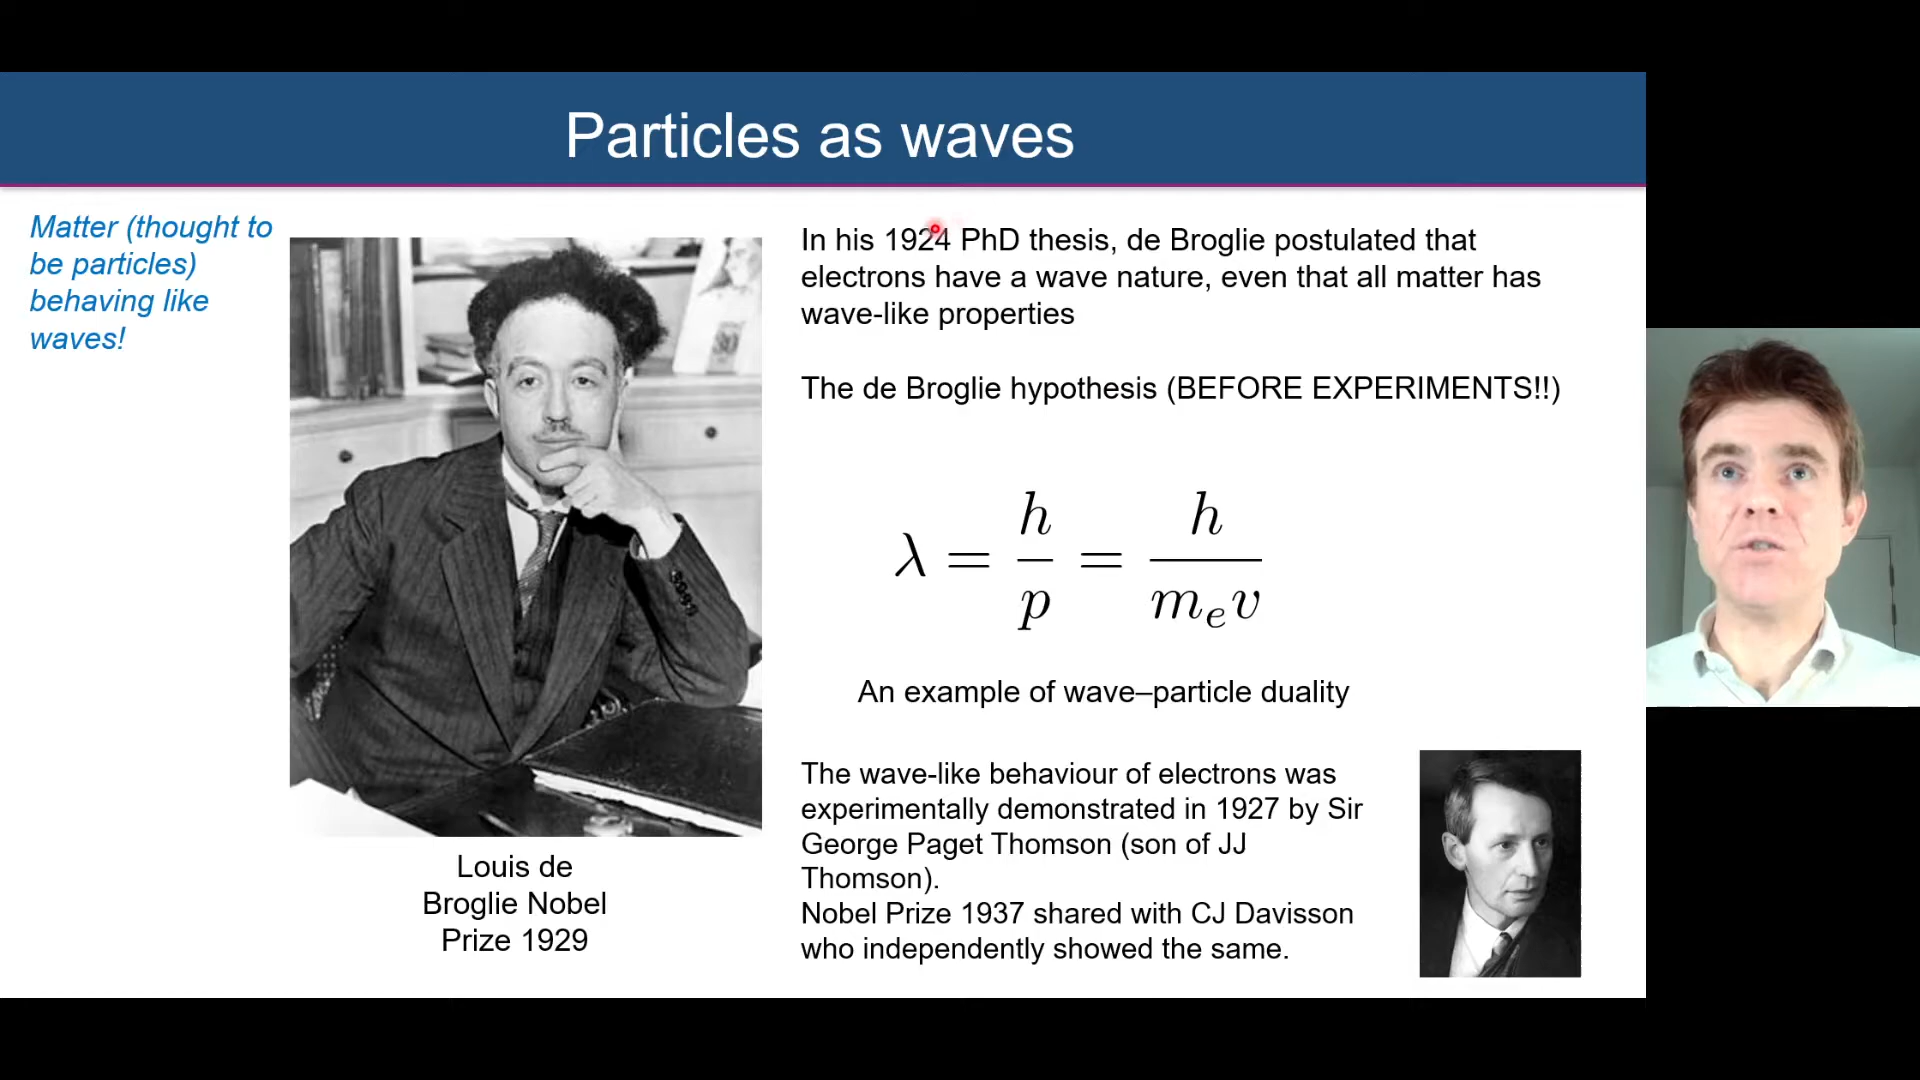 Particles as waves
Matter (thought to
be particles)
behaving like
waves!
In his 1924 PhD thesis, de Broglie postulated that
electrons have a wave nature, even that all matter has
wave-like properties
The de Broglie hypothesis (BEFORE EXPERIMENTS!!)
λ = h/p = h/(mₑv)
An example of wave–particle duality
The wave-like behaviour of electrons was
experimentally demonstrated in 1927 by Sir
George Paget Thomson (son of JJ
Thomson).
Nobel Prize 1937 shared with CJ Davisson
who independently showed the same.
Louis de
Broglie Nobel
Prize 1929